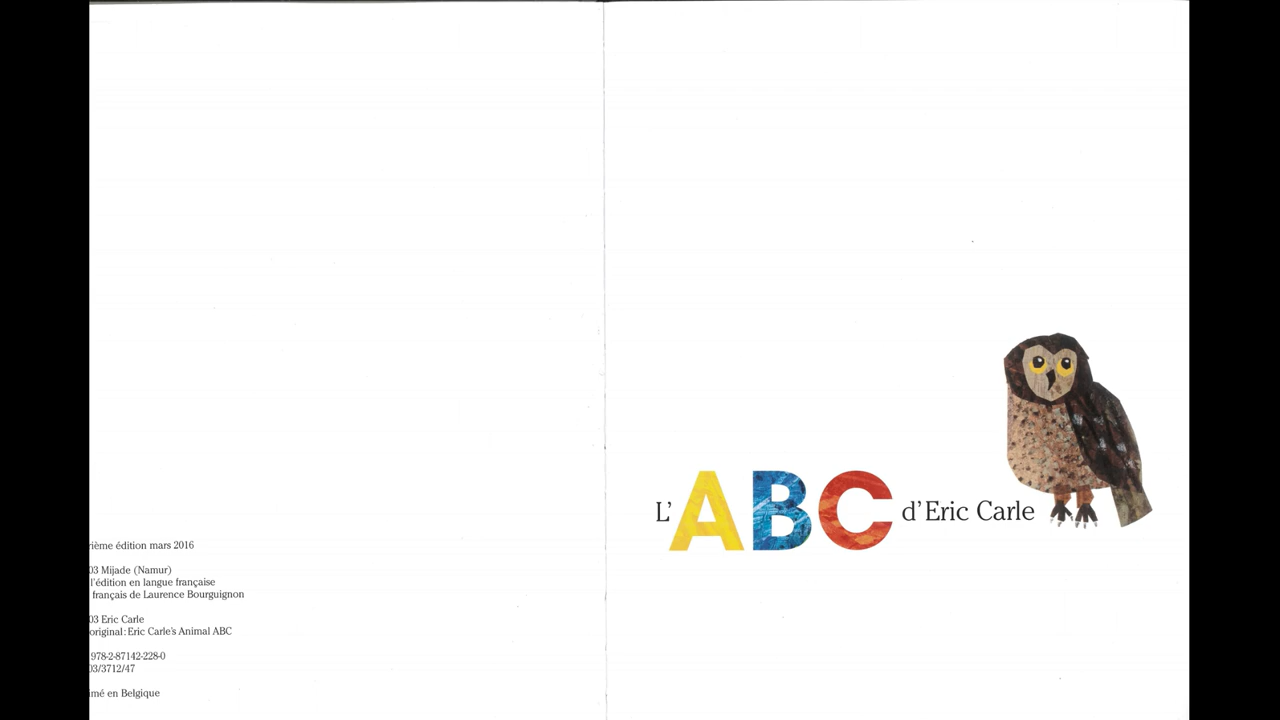 rième édition mars 2016
03 Mijade (Namur)
l'édition en langue française
français de Laurence Bourguignon
03 Eric Carle
original: Eric Carle's Animal ABC
978-2-87142-228-0
03/3712/47
imé en Belgique
L'ABC d'Eric Carle